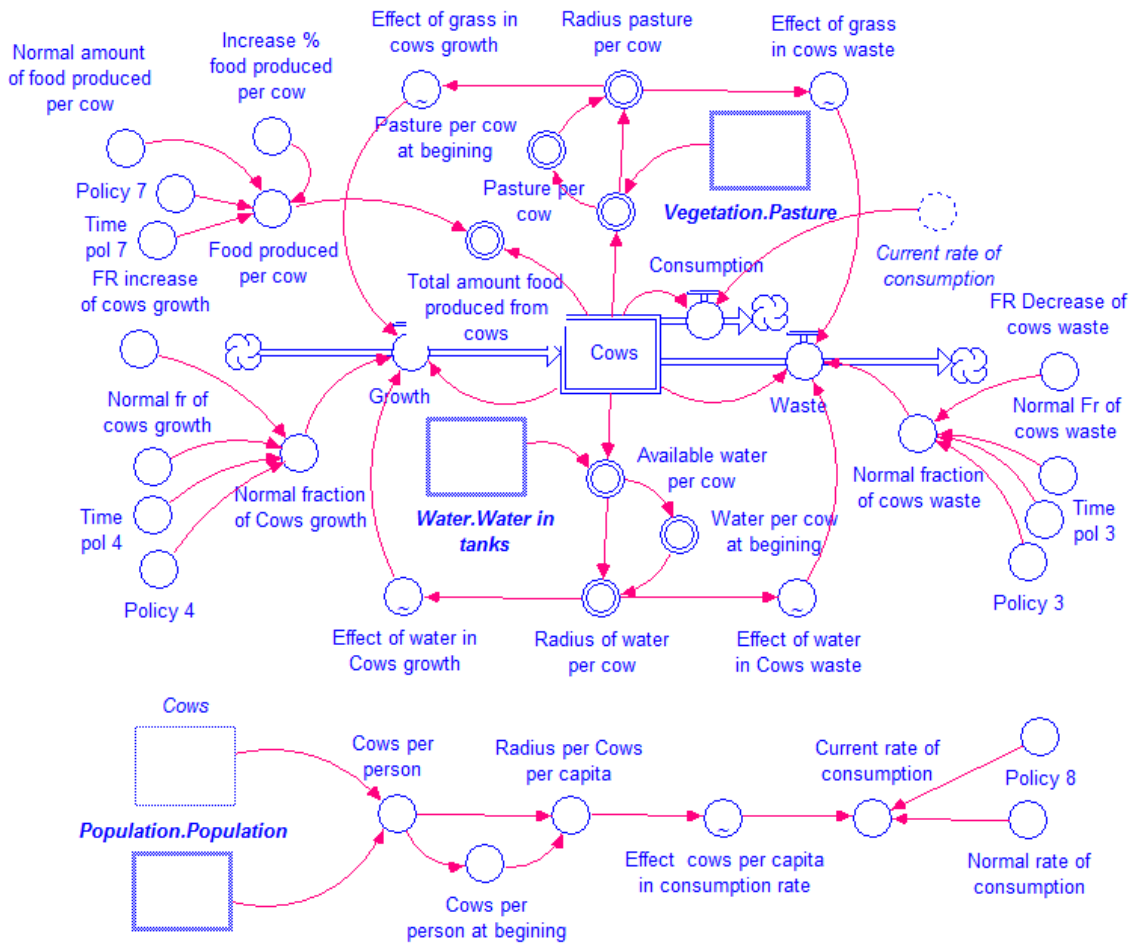 Effect of grass in
cows growth
Radius pasture
per cow
Effect of grass
in cows waste
Normal amount
of food produced
per cow
Increase %
food produced
per cow
Pasture per cow
at begining
Policy 7
Pasture per
cow
Vegetation.Pasture
Time
pol 7
Food produced
per cow
Current rate of
consumption
FR increase
of cows growth
Total amount food
produced from
cows
Consumption
FR Decrease of
cows waste
Cows
Normal fr of
cows growth
Growth
Waste
Normal Fr of
cows waste
Normal fraction
of Cows growth
Available water
per cow
Normal fraction
of cows waste
Time
pol 4
Water.Water in
tanks
Water per cow
at begining
Time
pol 3
Policy 4
Policy 3
Effect of water in
Cows growth
Radius of water
per cow
Effect of water
in Cows waste
Cows
Cows per
person
Radius per Cows
per capita
Current rate of
consumption
Policy 8
Population.Population
Effect cows per capita
in consumption rate
Normal rate of
consumption
Cows per
person at begining